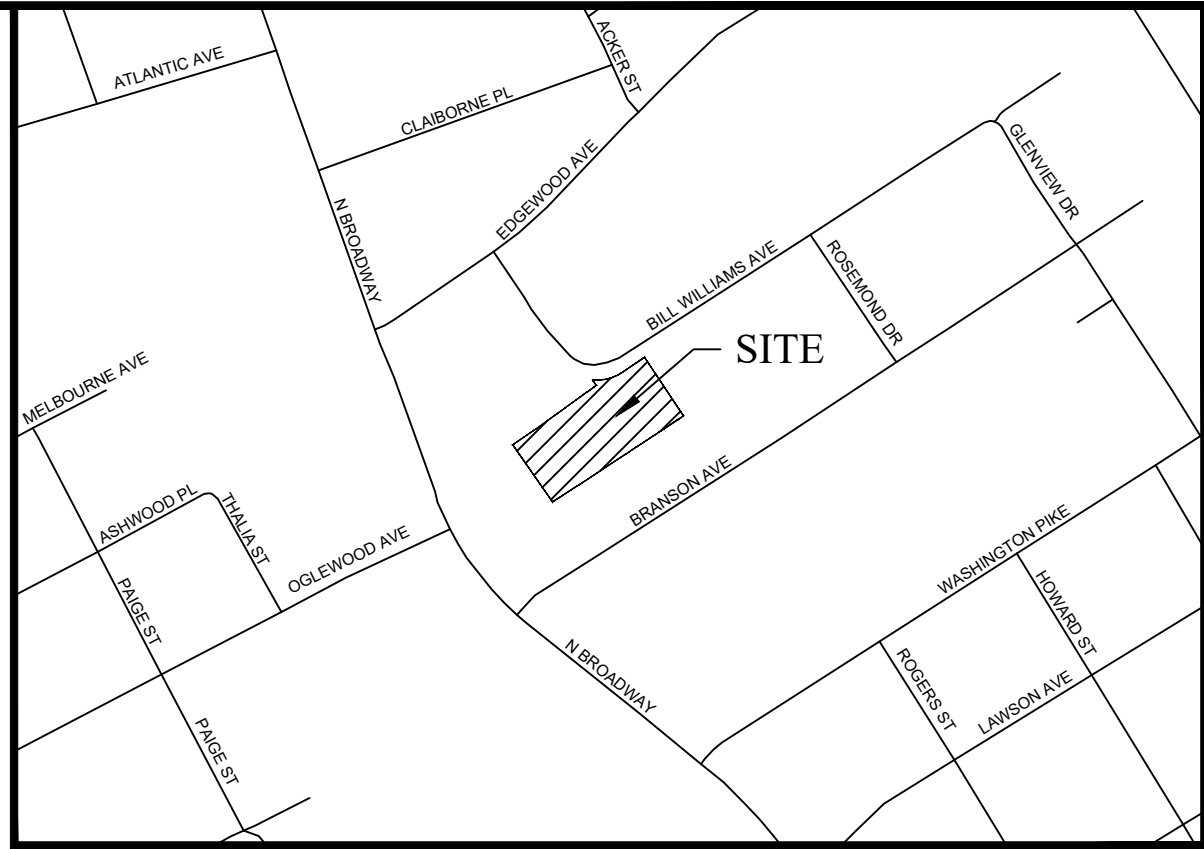 ATLANTIC AVE
ACKER ST
CLAIBORNE PL
EDGEWOOD AVE
GLENVIEW DR
N BROADWAY
BILL WILLIAMS AVE
ROSEMOND DR
SITE
MELBOURNE AVE
BRANSON AVE
ASHWOOD PL
THALIA ST
OGLEWOOD AVE
WASHINGTON PIKE
PAIGE ST
HOWARD ST
N BROADWAY
ROGERS ST
LAWSON AVE
PAIGE ST